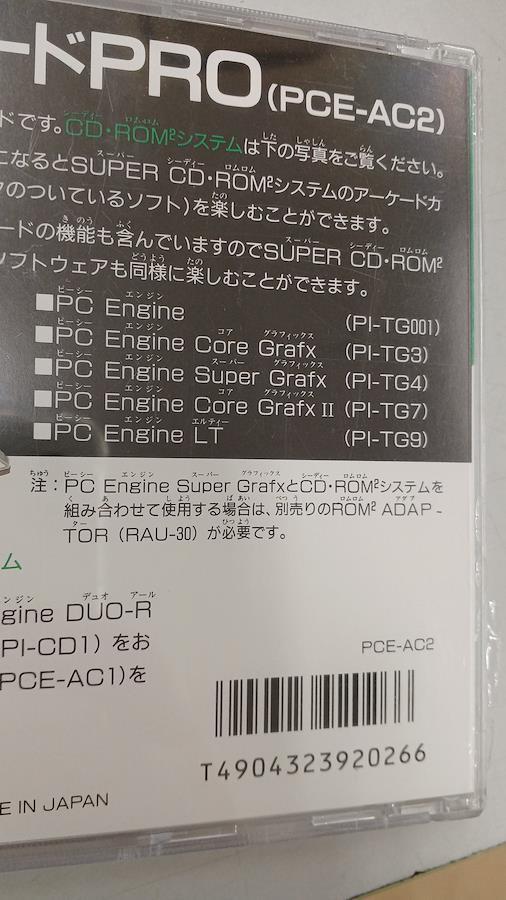 ードPRO(PCE-AC2)
ドです。CD・ROM²システムは下の写真をご覧ください。
になるとSUPER CD・ROM²システムのアーケードカ
クのついているソフト)を楽しむことができます。
ードの機能も含んでいますのでSUPER CD・ROM²
ソフトウェアも同様に楽しむことができます。
■PC Engine (PI-TG001)
■PC Engine Core Grafx (PI-TG3)
■PC Engine Super Grafx (PI-TG4)
■PC Engine Core Grafx II (PI-TG7)
■PC Engine LT (PI-TG9)
注:PC Engine Super GrafxとCD・ROM²システムを
組み合わせて使用する場合は、別売りのROM² ADAP-
TOR (RAU-30) が必要です。
ム
gine DUO-R
PI-CD1) をお
PCE-AC1)を
PCE-AC2
T4904323920266
E IN JAPAN